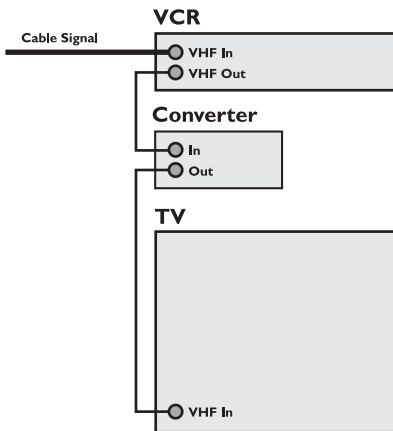 VCR
Cable Signal
VHF In
VHF Out
Converter
In
Out
TV
VHF In